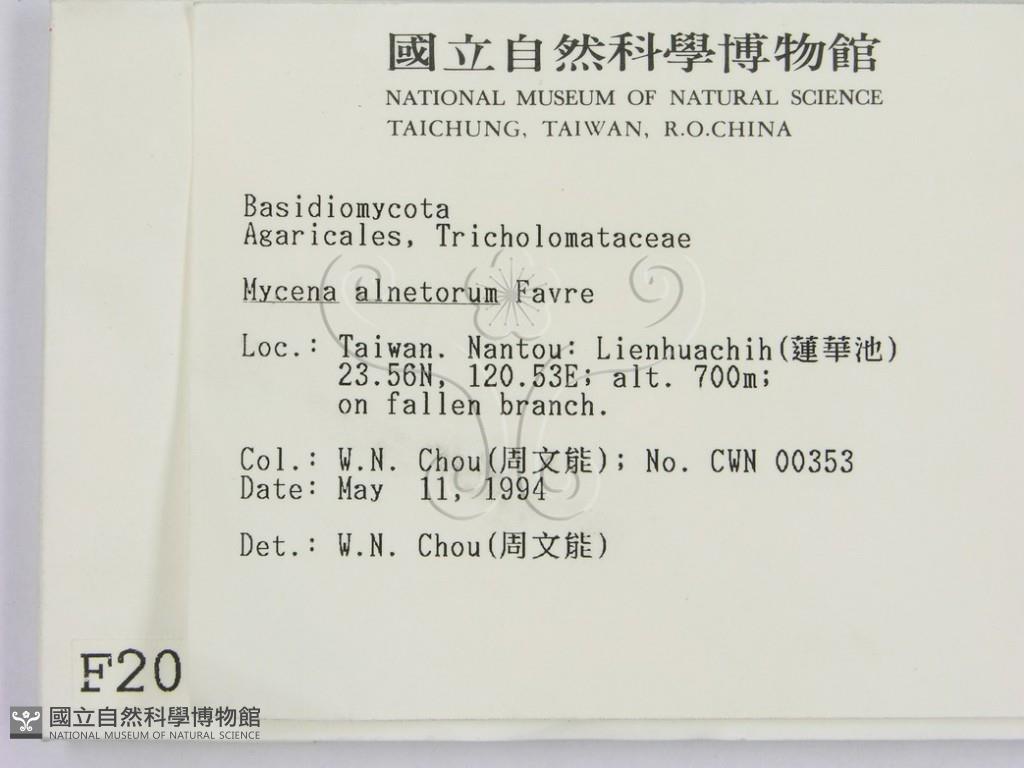 國立自然科學博物館
NATIONAL MUSEUM OF NATURAL SCIENCE
TAICHUNG, TAIWAN, R.O.CHINA
Basidiomycota
Agaricales, Tricholomataceae
Mycena alnetorum Favre
Loc.: Taiwan. Nantou: Lienhuachih(蓮華池)
23.56N, 120.53E; alt. 700m;
on fallen branch.
Col.: W.N. Chou(周文能); No. CWN 00353
Date: May 11, 1994
Det.: W.N. Chou(周文能)
F20
國立自然科學博物館
NATIONAL MUSEUM OF NATURAL SCIENCE